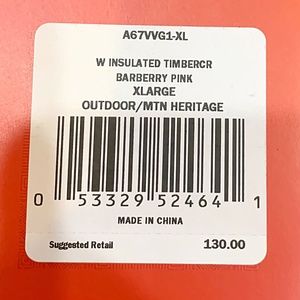 A67VVG1-XL
W INSULATED TIMBERCR
BARBERRY PINK
XLARGE
OUTDOOR/MTN HERITAGE
0 53329 52464 1
MADE IN CHINA
Suggested Retail 130.00